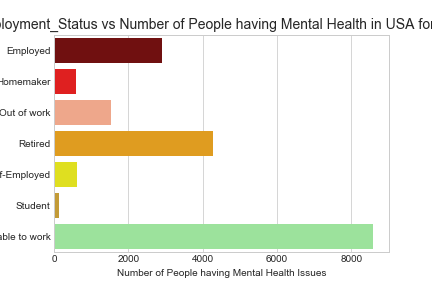 ployment_Status vs Number of People having Mental Health in USA for
Employed
Homemaker
Out of work
Retired
f-Employed
Student
able to work
0 2000 4000 6000 8000
Number of People having Mental Health Issues